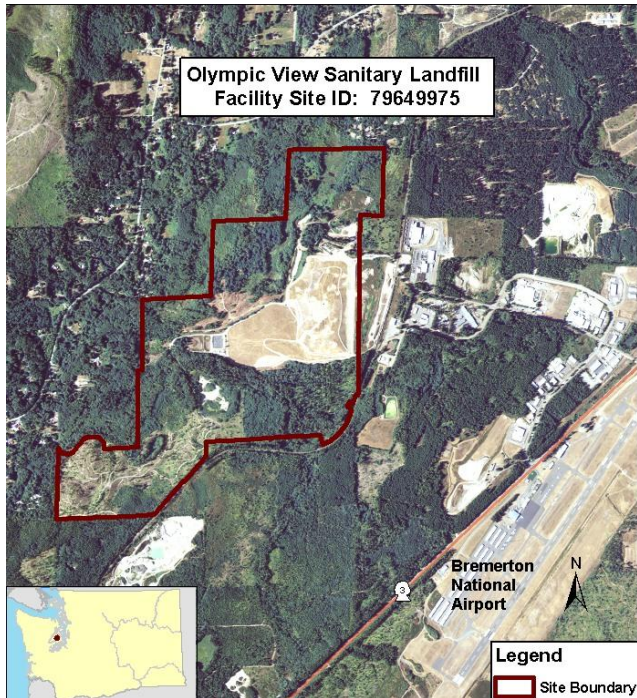 Olympic View Sanitary Landfill
Facility Site ID: 79649975
3
Bremerton
National
Airport
N
Legend
Site Boundary